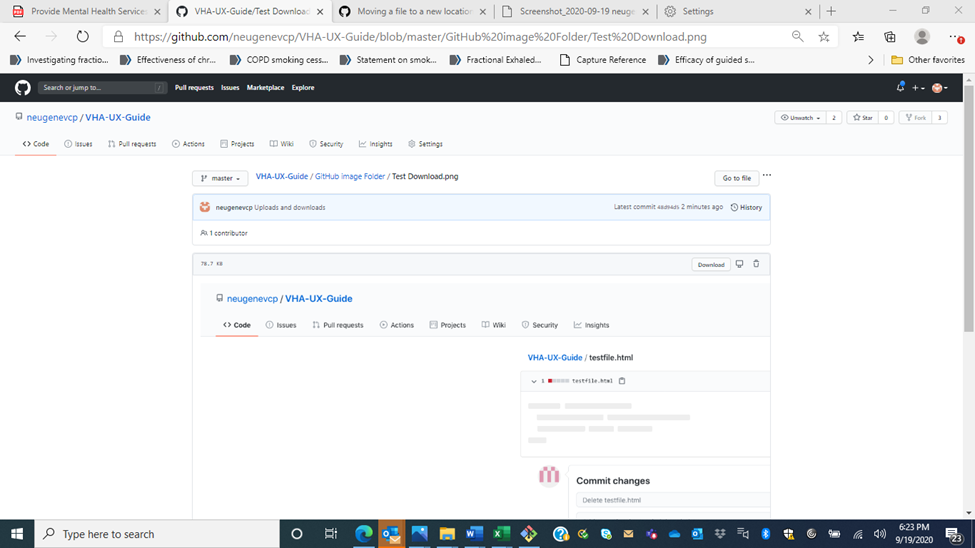 Provide Mental Health Services
VHA-UX-Guide/Test Download
Moving a file to a new location
Screenshot_2020-09-19 neuge
Settings
https://github.com/neugenevcp/VHA-UX-Guide/blob/master/GitHub%20image%20Folder/Test%20Download.png
Investigating fractio...
Effectiveness of chr...
COPD smoking cess...
Statement on smok...
Fractional Exhaled...
Capture Reference
Efficacy of guided s...
Other favorites
Search or jump to... /
Pull requests Issues Marketplace Explore
neugenevcp / VHA-UX-Guide
Unwatch 2 Star 0 Fork 3
Code Issues Pull requests Actions Projects Wiki Security Insights Settings
master VHA-UX-Guide / GitHub image Folder / Test Download.png Go to file ...
neugenevcp Uploads and downloads Latest commit 2 minutes ago History
1 contributor
78.7 KB Download
neugenevcp / VHA-UX-Guide
Code Issues Pull requests Actions Projects Wiki Security Insights
VHA-UX-Guide / testfile.html
1 testfile.html
Commit changes
Delete testfile.html
Type here to search
6:23 PM
9/19/2020
23